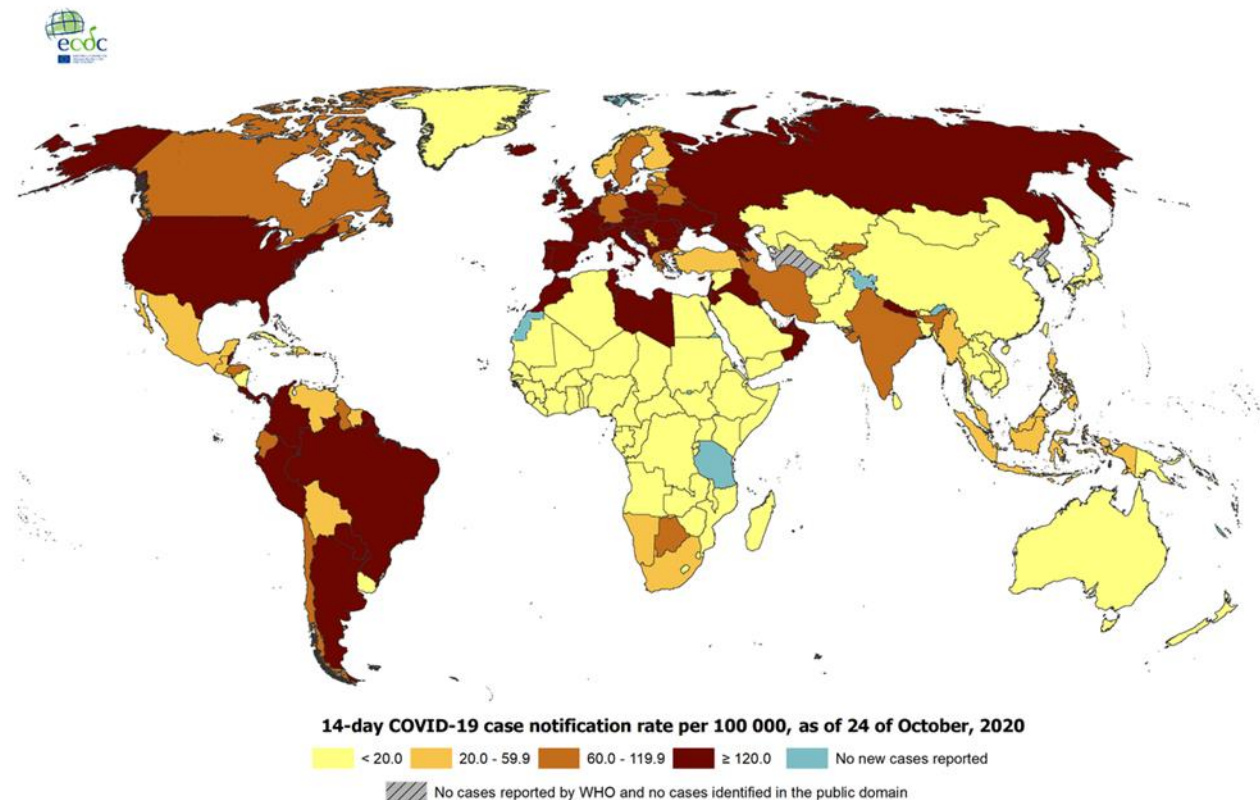 ecdc
14-day COVID-19 case notification rate per 100 000, as of 24 of October, 2020
< 20.0 20.0 - 59.9 60.0 - 119.9 ≥ 120.0 No new cases reported
No cases reported by WHO and no cases identified in the public domain